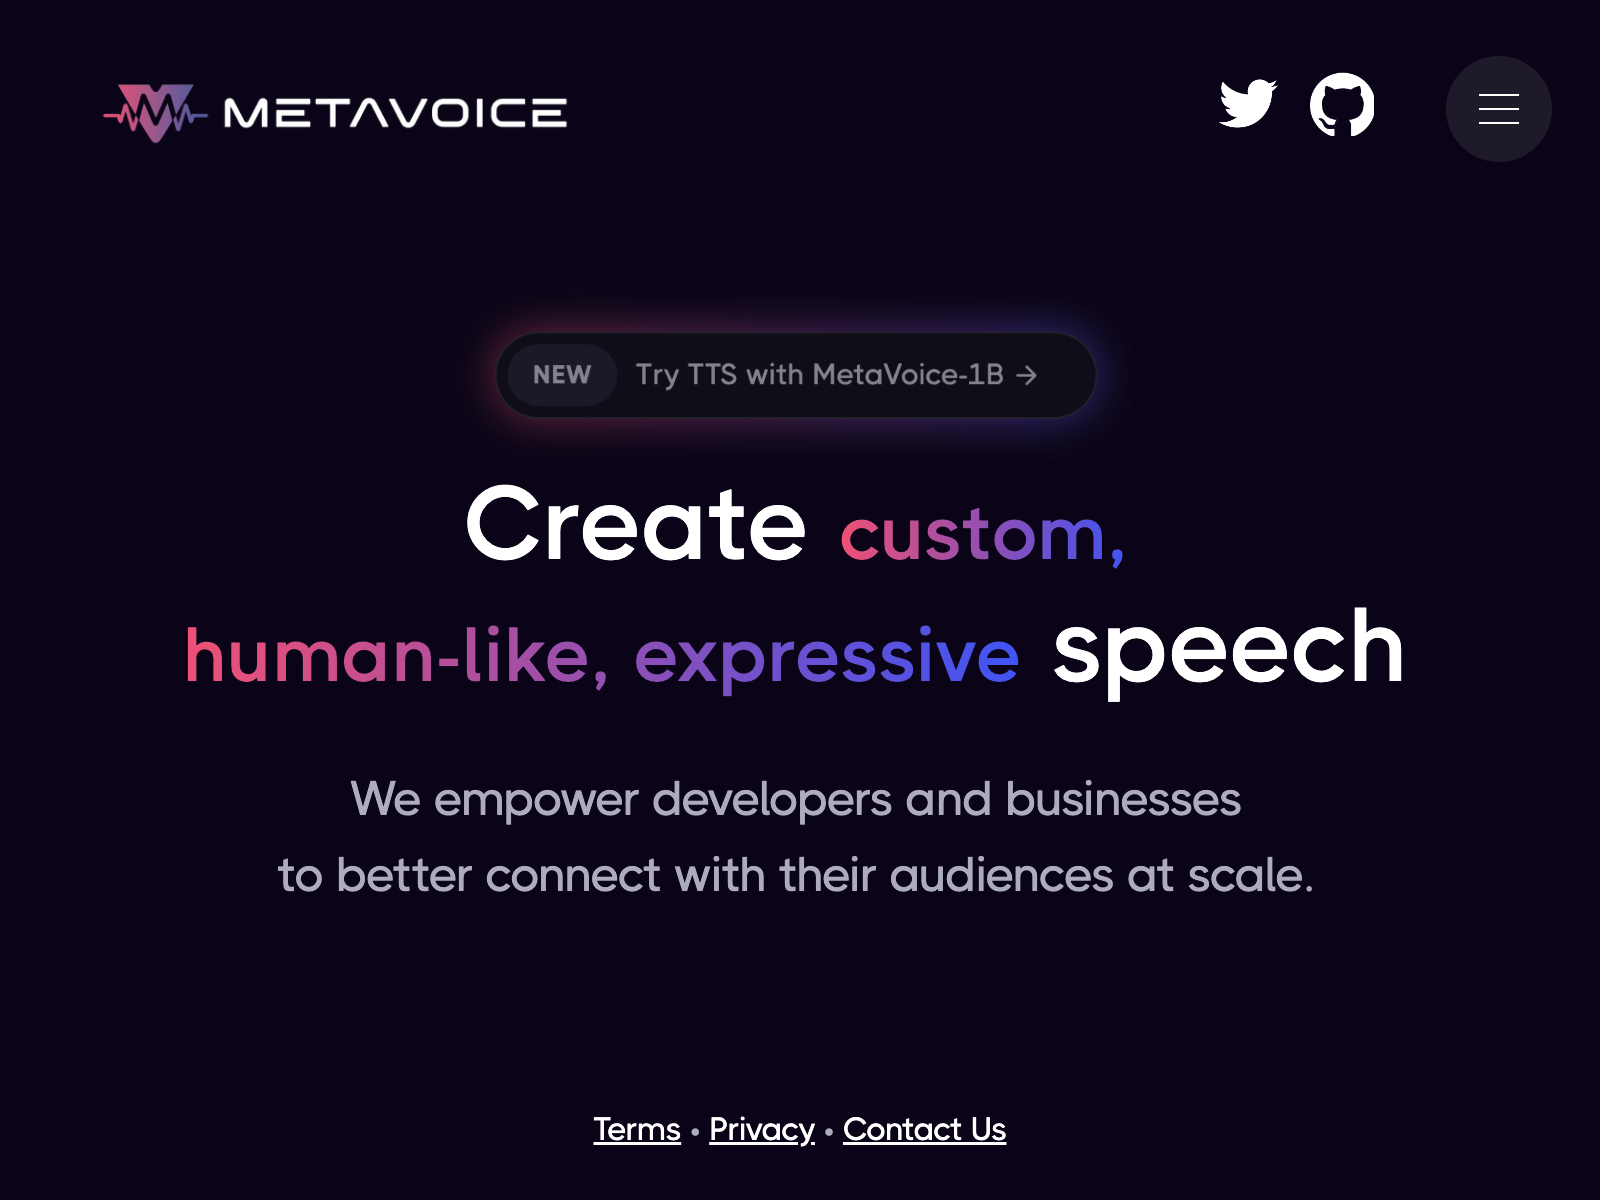 METAVOICE
NEW Try TTS with MetaVoice-1B →
Create custom,
human-like, expressive speech
We empower developers and businesses
to better connect with their audiences at scale.
Terms • Privacy • Contact Us